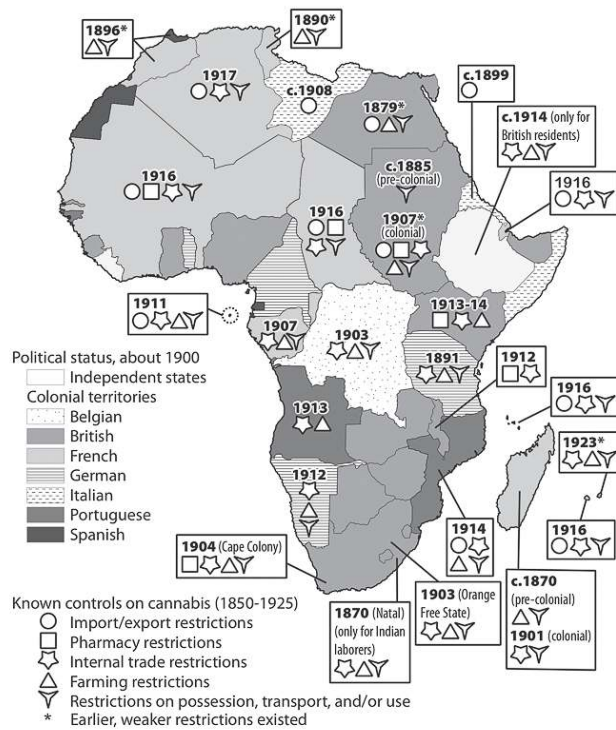 1896*
1890*
1917
c.1908
1879*
c.1899
c.1914 (only for
British residents)
c.1885
(pre-colonial)
1916
1916
1916
1907*
(colonial)
1911
1907
1903
1913-14
1891
1912
1913
1916
1923*
1912
1914
1916
1904 (Cape Colony)
1903 (Orange
Free State)
1870 (Natal)
(only for Indian
laborers)
c.1870
(pre-colonial)
1901 (colonial)
Political status, about 1900
Independent states
Colonial territories
Belgian
British
French
German
Italian
Portuguese
Spanish
Known controls on cannabis (1850-1925)
Import/export restrictions
Pharmacy restrictions
Internal trade restrictions
Farming restrictions
Restrictions on possession, transport, and/or use
* Earlier, weaker restrictions existed